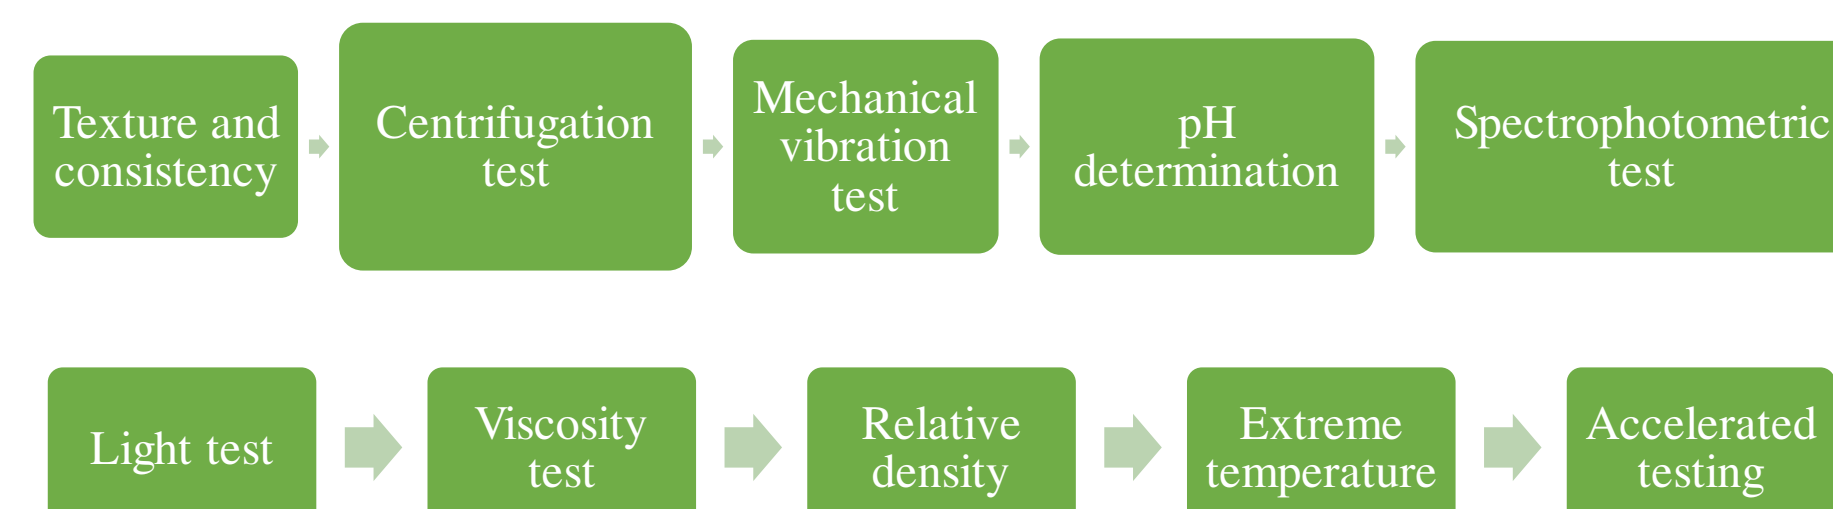 Texture and
consistency
Centrifugation
test
Mechanical
vibration
test
pH
determination
Spectrophotometric
test
Light test
Viscosity
test
Relative
density
Extreme
temperature
Accelerated
testing